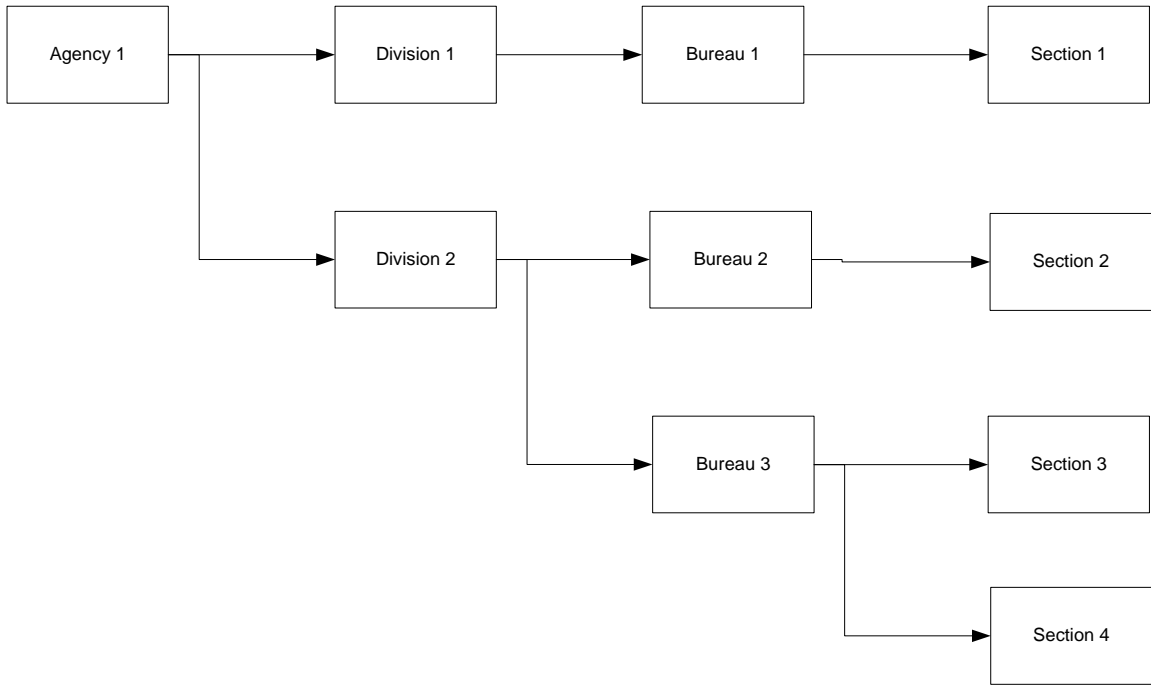 Agency 1
Division 1
Bureau 1
Section 1
Division 2
Bureau 2
Section 2
Bureau 3
Section 3
Section 4